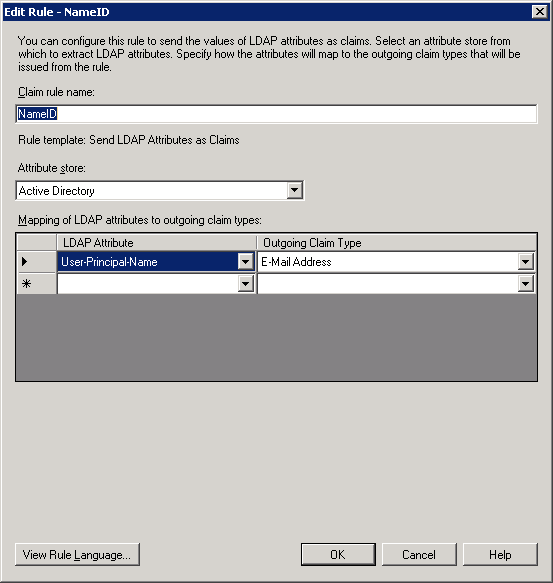 Edit Rule - NameID
You can configure this rule to send the values of LDAP attributes as claims. Select an attribute store from
which to extract LDAP attributes. Specify how the attributes will map to the outgoing claim types that will be
issued from the rule.
Claim rule name:
NameID
Rule template: Send LDAP Attributes as Claims
Attribute store:
Active Directory
Mapping of LDAP attributes to outgoing claim types:
LDAP Attribute Outgoing Claim Type
User-Principal-Name E-Mail Address
View Rule Language... OK Cancel Help